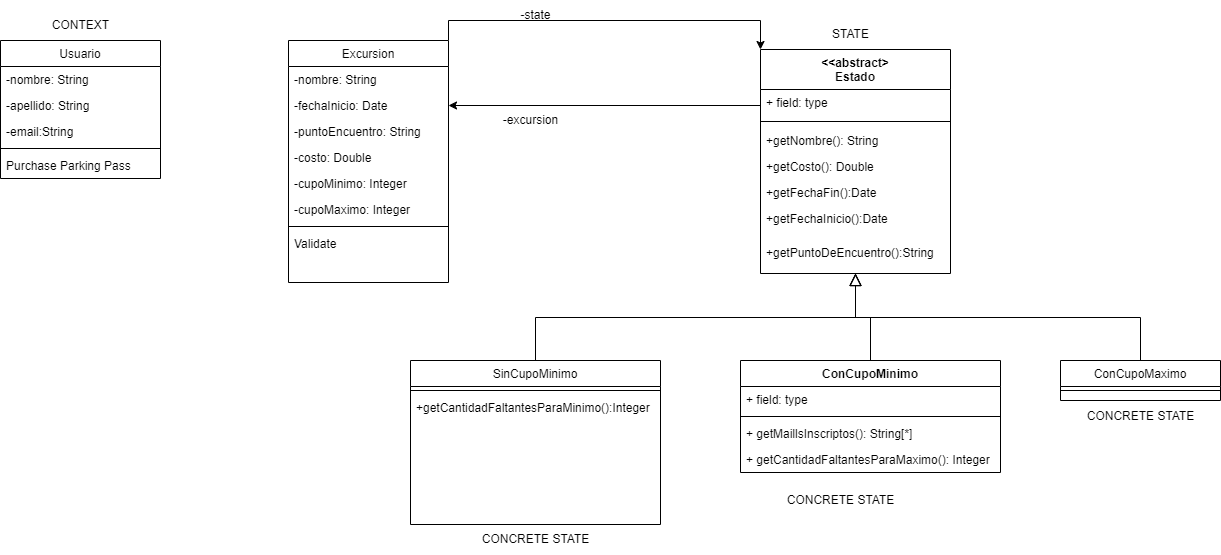 CONTEXT
Usuario
-nombre: String
-apellido: String
-email:String
Purchase Parking Pass
Excursion
-nombre: String
-fechaInicio: Date
-puntoEncuentro: String
-costo: Double
-cupoMinimo: Integer
-cupoMaximo: Integer
Validate
-state
-excursion
STATE
<<abstract>>
Estado
+ field: type
+getNombre(): String
+getCosto(): Double
+getFechaFin():Date
+getFechaInicio():Date
+getPuntoDeEncuentro():String
SinCupoMinimo
+getCantidadFaltantesParaMinimo():Integer
CONCRETE STATE
ConCupoMinimo
+ field: type
+ getMaillsInscriptos(): String[*]
+ getCantidadFaltantesParaMaximo(): Integer
CONCRETE STATE
ConCupoMaximo
CONCRETE STATE